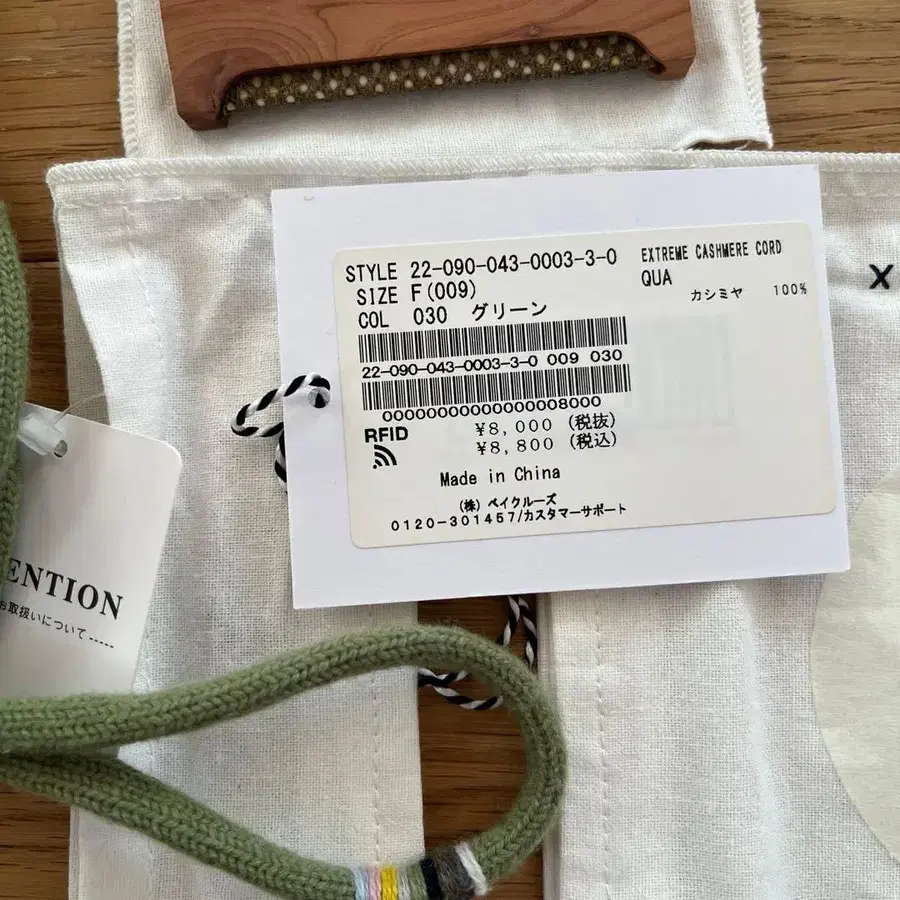 STYLE 22-090-043-0003-3-0
SIZE F(009)
COL 030 グリーン
EXTREME CASHMERE CORD
QUA
カシミヤ 100%
22-090-043-0003-3-0 009 030
00000000000000008000
RFID
¥8,000 (税抜)
¥8,800 (税込)
Made in China
(株) ベイクルーズ
0120-301457/カスタマーサポート
ENTION
お取扱いについて-----
x